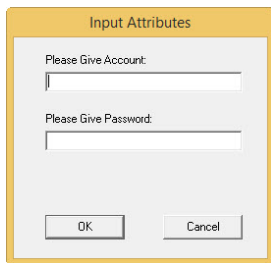 Input Attributes
Please Give Account:
Please Give Password:
OK Cancel